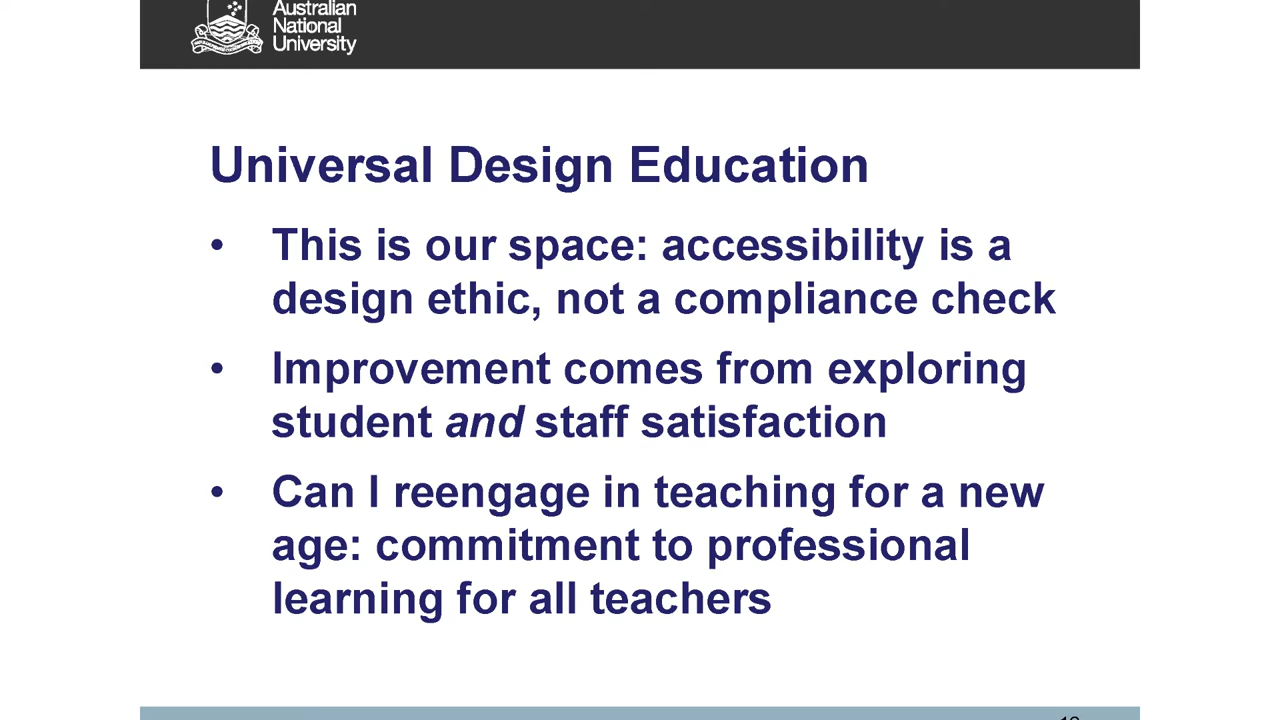 Australian
National
University
Universal Design Education
• This is our space: accessibility is a
design ethic, not a compliance check
• Improvement comes from exploring
student and staff satisfaction
• Can I reengage in teaching for a new
age: commitment to professional
learning for all teachers